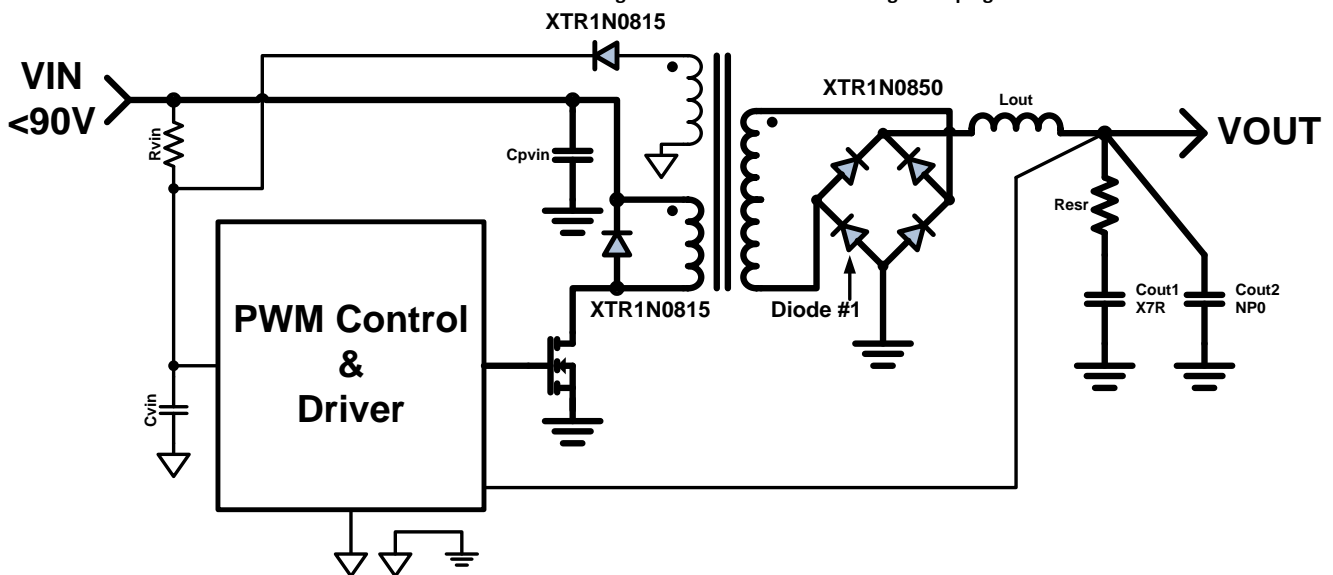 XTR1N0815
VIN
<90V
Rvin
Cpvin
XTR1N0850
Lout
VOUT
Resr
Cout1
X7R
Cout2
NP0
XTR1N0815
Diode #1
PWM Control
&
Driver
Cvin